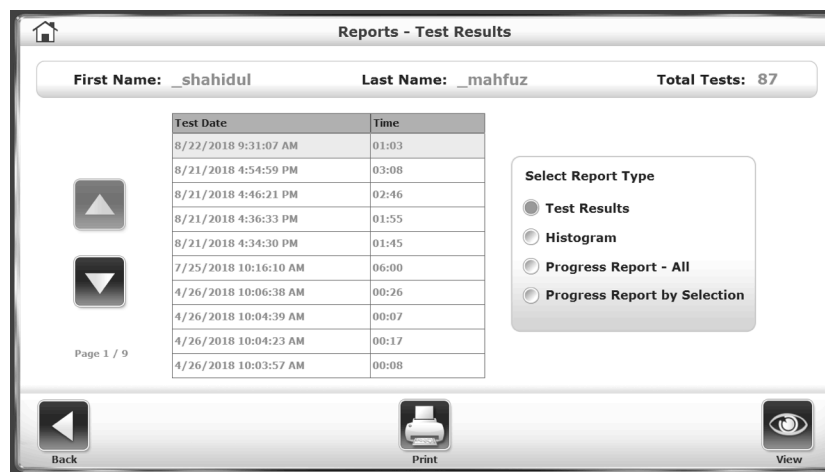 Reports - Test Results
First Name: _shahidul Last Name: _mahfuz Total Tests: 87
Test Date Time
8/22/2018 9:31:07 AM 01:03
8/21/2018 4:54:59 PM 03:08
8/21/2018 4:46:21 PM 02:46
8/21/2018 4:36:33 PM 01:55
8/21/2018 4:34:30 PM 01:45
7/25/2018 10:16:10 AM 06:00
4/26/2018 10:06:38 AM 00:26
4/26/2018 10:04:39 AM 00:07
4/26/2018 10:04:23 AM 00:17
4/26/2018 10:03:57 AM 00:08
Page 1 / 9
Select Report Type
Test Results
Histogram
Progress Report - All
Progress Report by Selection
Back Print View